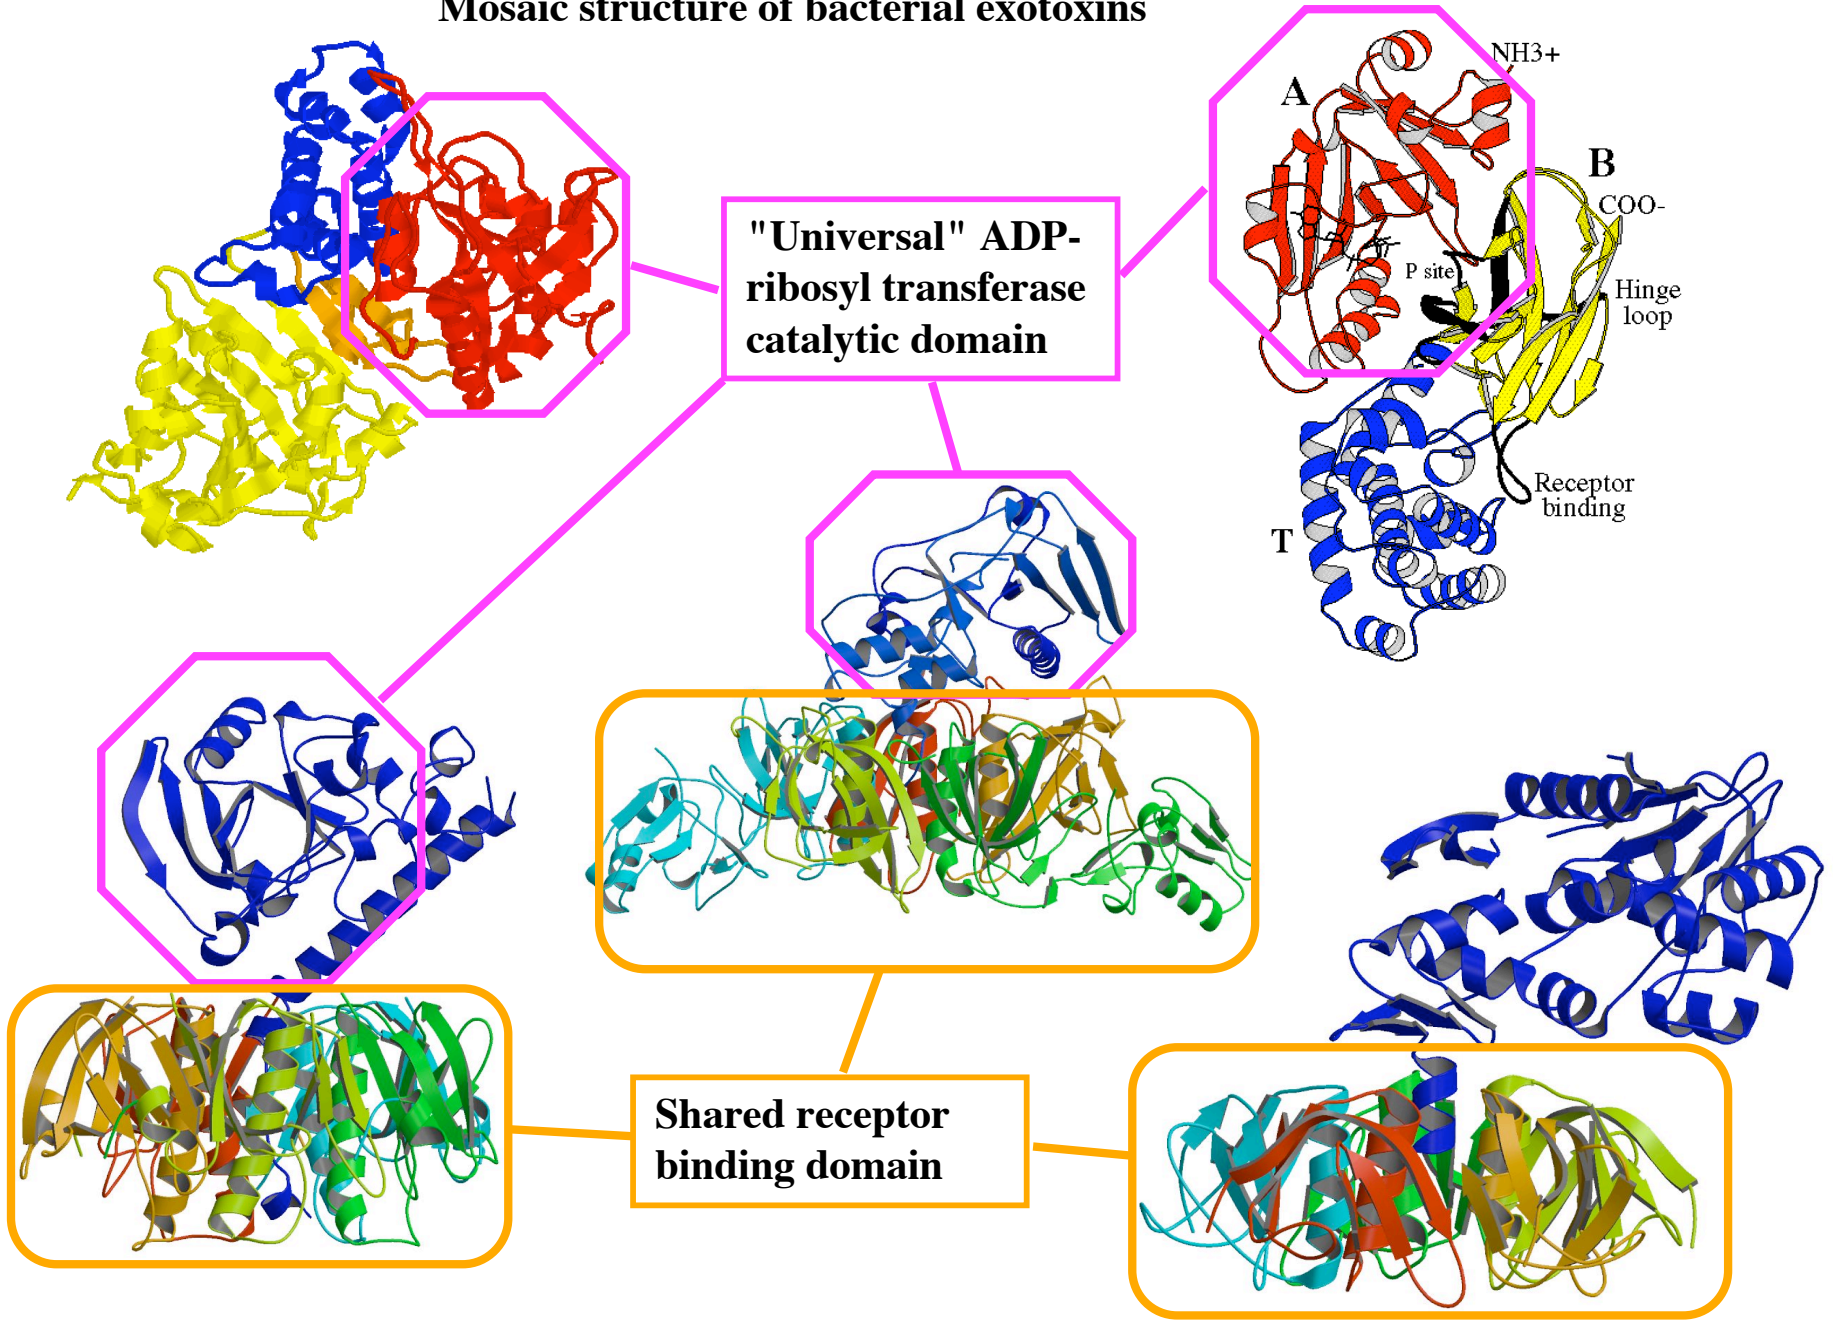 Mosaic structure of bacterial exotoxins
NH3+
A
B
COO-
"Universal" ADP-
ribosyl transferase
catalytic domain
P site
Hinge
loop
Receptor
binding
T
Shared receptor
binding domain